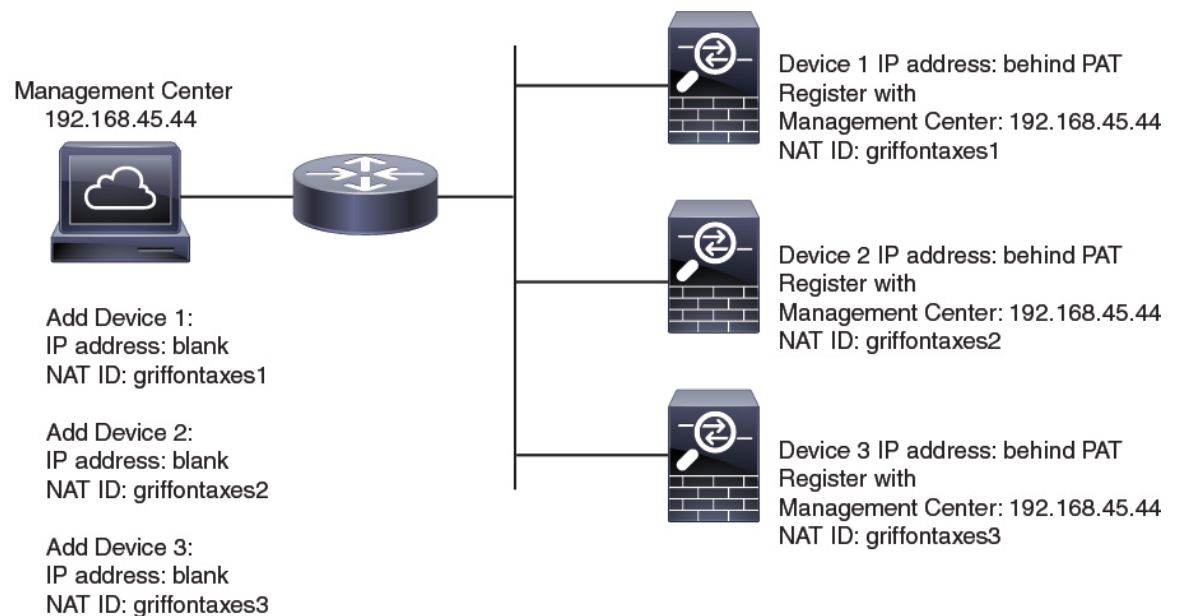 Management Center
192.168.45.44
Add Device 1:
IP address: blank
NAT ID: griffontaxes1
Add Device 2:
IP address: blank
NAT ID: griffontaxes2
Add Device 3:
IP address: blank
NAT ID: griffontaxes3
Device 1 IP address: behind PAT
Register with
Management Center: 192.168.45.44
NAT ID: griffontaxes1
Device 2 IP address: behind PAT
Register with
Management Center: 192.168.45.44
NAT ID: griffontaxes2
Device 3 IP address: behind PAT
Register with
Management Center: 192.168.45.44
NAT ID: griffontaxes3